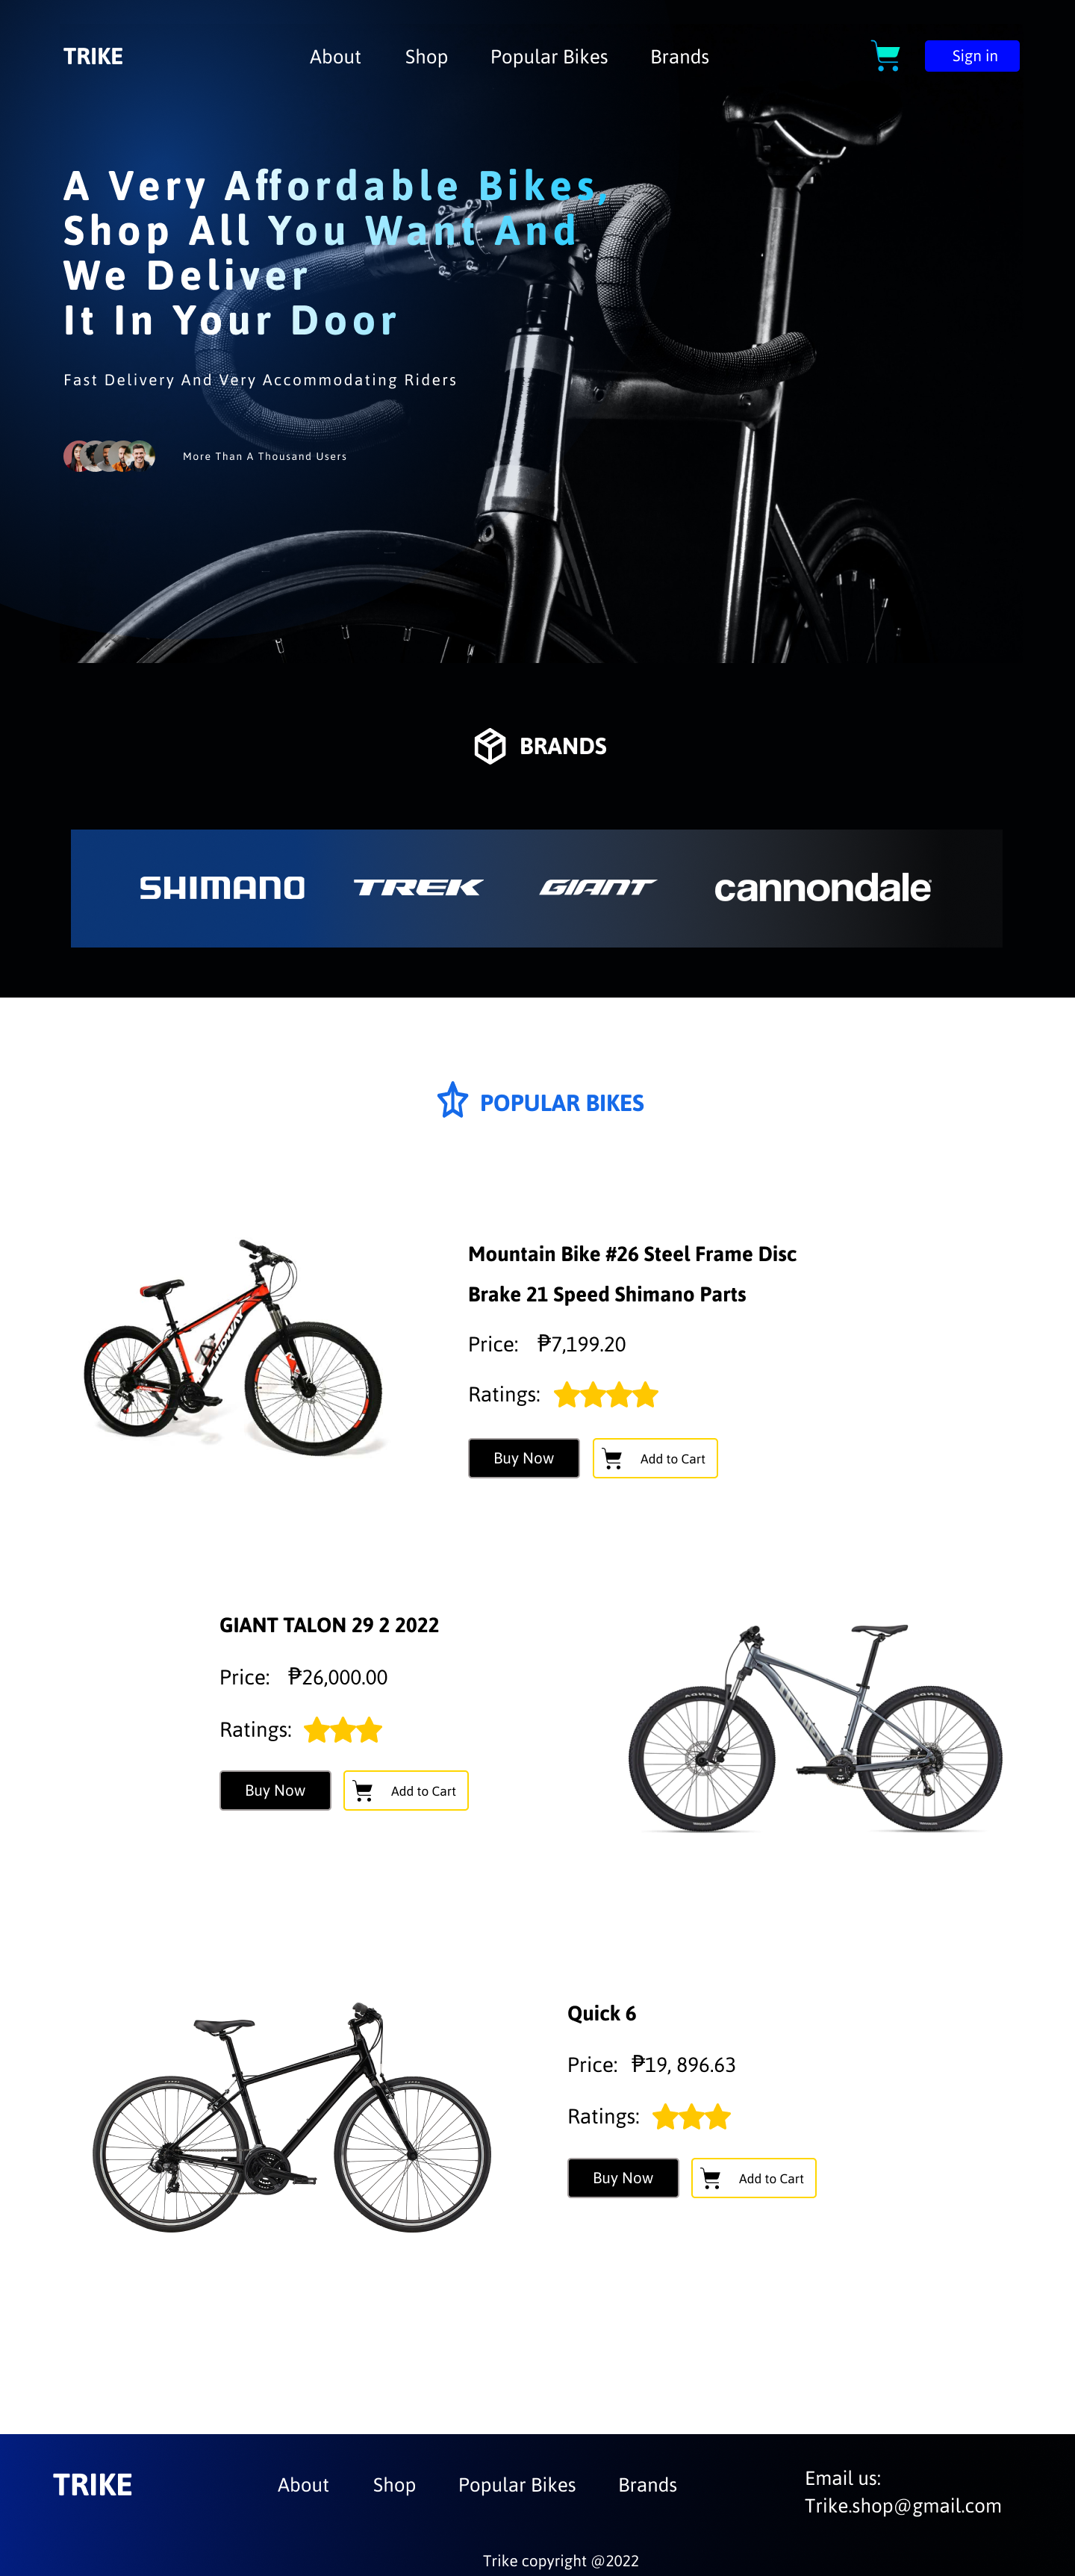 TRIKE
About Shop Popular Bikes Brands
Sign in
A Very Affordable Bikes,
Shop All You Want And
We Deliver
It In Your Door
Fast Delivery And Very Accommodating Riders
More Than A Thousand Users
BRANDS
SHIMANO TREK GIANT cannondale
POPULAR BIKES
LANDWAY
Mountain Bike #26 Steel Frame Disc
Brake 21 Speed Shimano Parts
Price: ₱7,199.20
Ratings:
Buy Now Add to Cart
GIANT TALON 29 2 2022
Price: ₱26,000.00
Ratings:
Buy Now Add to Cart
Quick 6
Price: ₱19, 896.63
Ratings:
Buy Now Add to Cart
TRIKE
About Shop Popular Bikes Brands
Email us:
Trike.shop@gmail.com
Trike copyright @2022